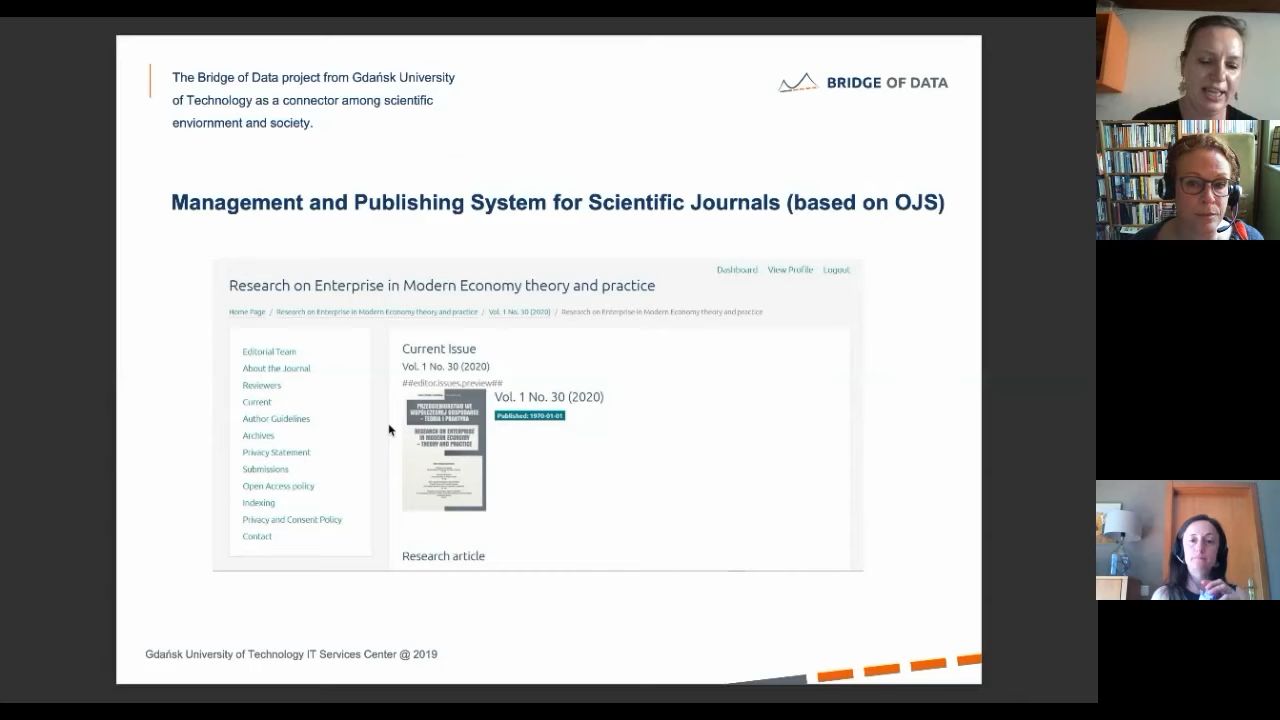 The Bridge of Data project from Gdańsk University
of Technology as a connector among scientific
enviornment and society.
BRIDGE OF DATA
Management and Publishing System for Scientific Journals (based on OJS)
Dashboard View Profile Logout
Research on Enterprise in Modern Economy theory and practice
Home Page / Research on Enterprise in Modern Economy theory and practice / Vol. 1 No. 30 (2020) / Research on Enterprise in Modern Economy theory and practice
Editorial Team
About the Journal
Reviewers
Current
Author Guidelines
Archives
Privacy Statement
Submissions
Open Access policy
Indexing
Privacy and Consent Policy
Contact
Current Issue
Vol. 1 No. 30 (2020)
##editor.issues.preview##
PRZEDSIĘBIORSTWO WE
WSPÓŁCZESNEJ GOSPODARCE
– TEORIA I PRAKTYKA
RESEARCH ON ENTERPRISE
IN MODERN ECONOMY
– THEORY AND PRACTICE
Vol. 1 No. 30 (2020)
Published: 1970-01-01
Research article
Gdańsk University of Technology IT Services Center @ 2019